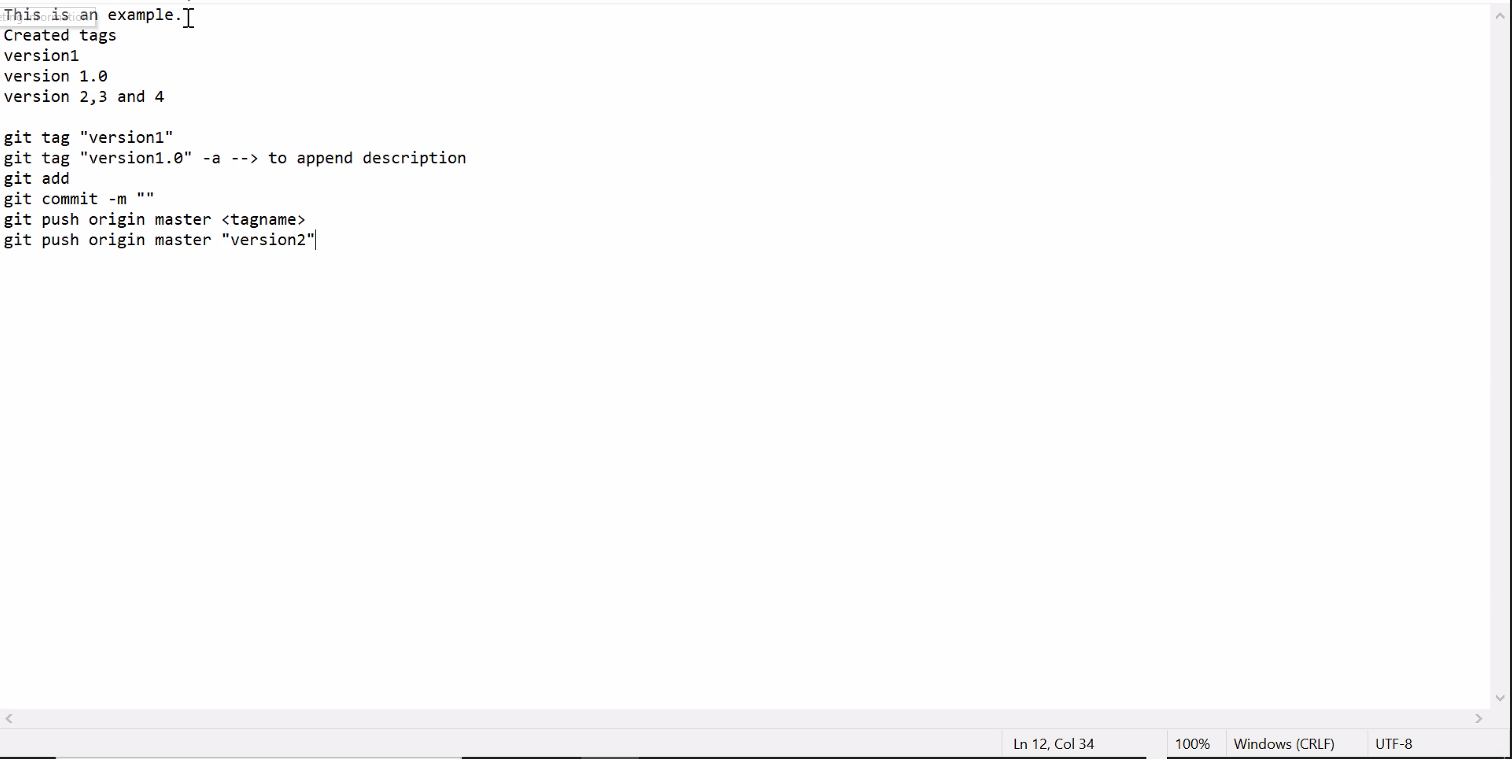 This is an example.
Created tags
version1
version 1.0
version 2,3 and 4
git tag "version1"
git tag "version1.0" -a --> to append description
git add
git commit -m ""
git push origin master <tagname>
git push origin master "version2"
Ln 12, Col 34 100% Windows (CRLF) UTF-8